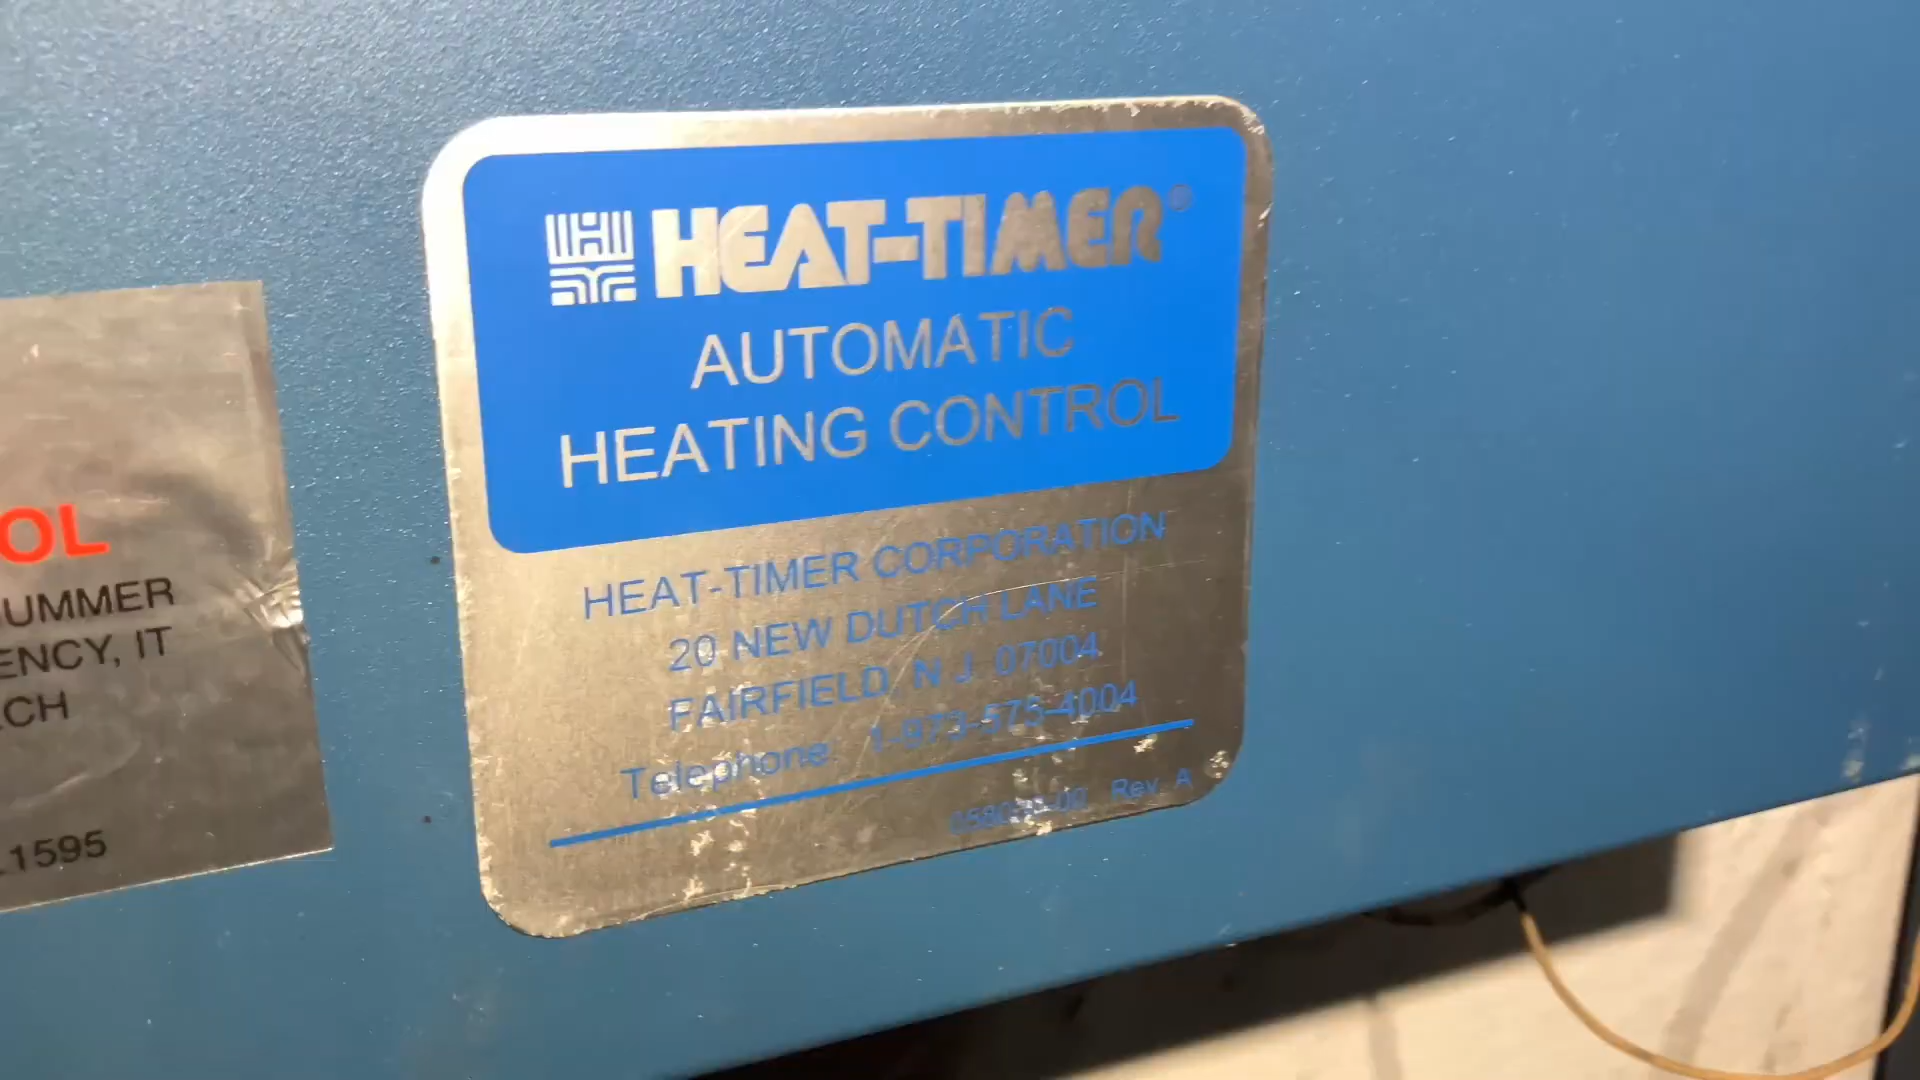 OL
UMMER
ENCY, IT
CH
1595
HEAT-TIMER®
AUTOMATIC
HEATING CONTROL
HEAT-TIMER CORPORATION
20 NEW DUTCH LANE
FAIRFIELD, N.J. 07004
Telephone: 1-973-575-4004
Rev. A